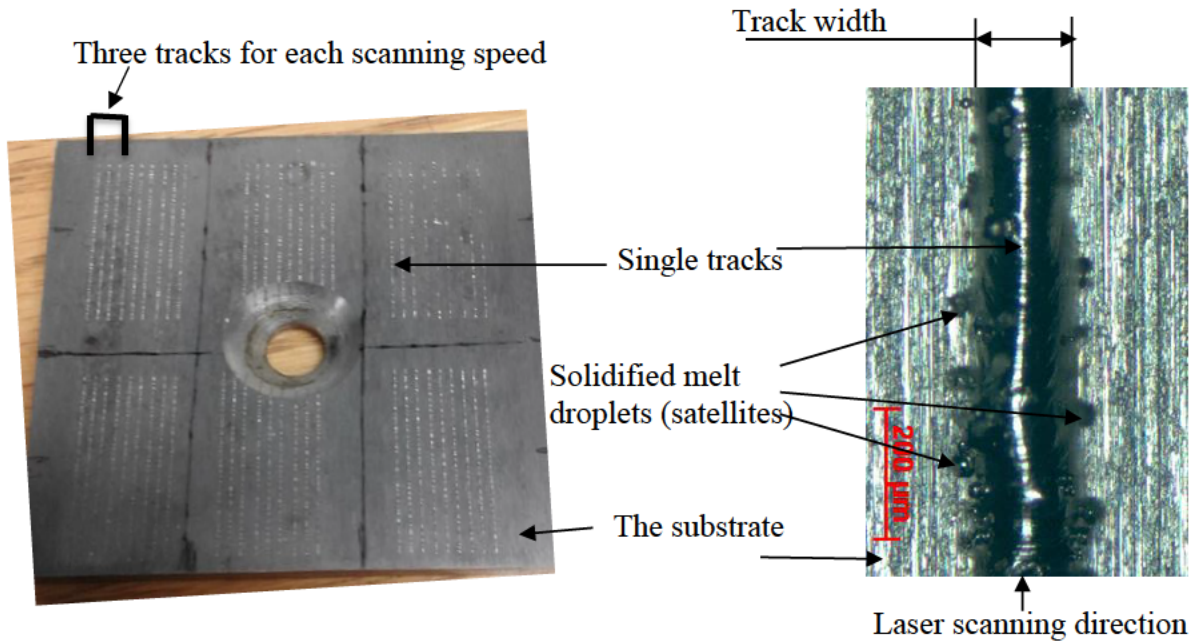 Track width
Three tracks for each scanning speed
Single tracks
Solidified melt
droplets (satellites)
200 µm
The substrate
Laser scanning direction